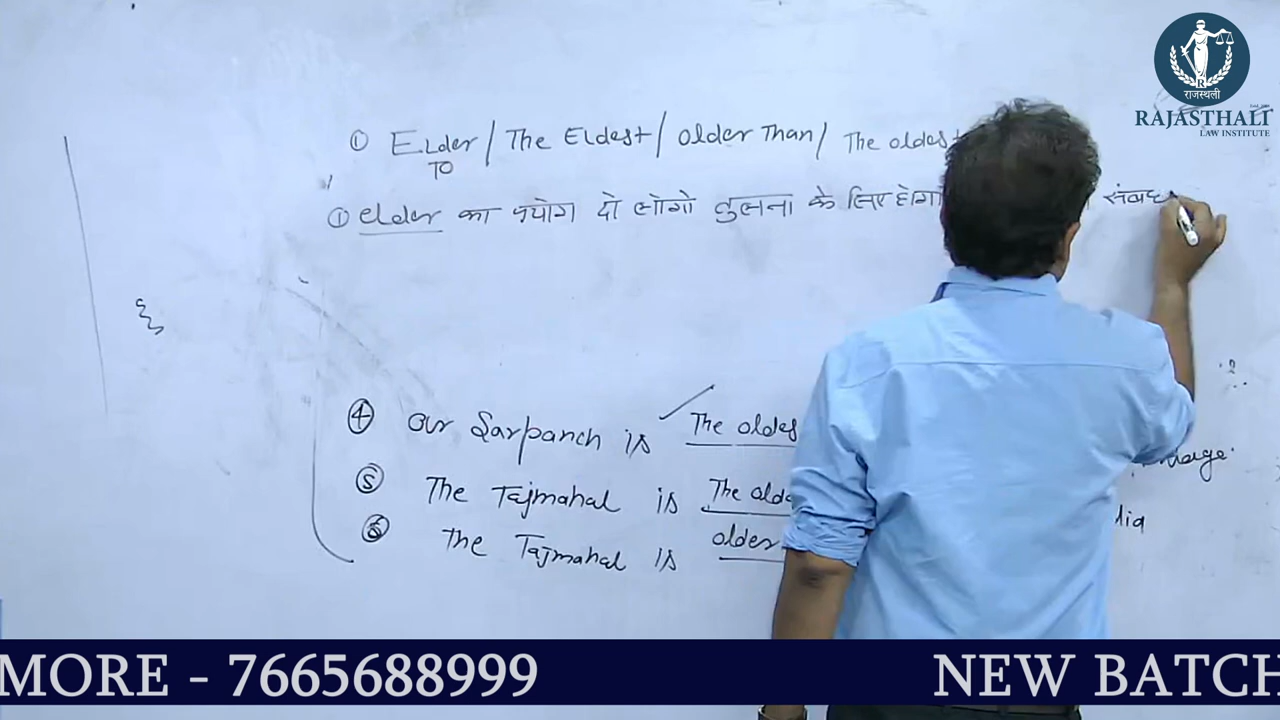 राजस्थली
RAJASTHALI
LAW INSTITUTE
① Elder / The Eldest / older Than / The oldest
TO
① elder का प्रयोग दो लोगो तुलना के लिए होगा संबध
④ Our Sarpanch is The oldes
⑤ The Tajmahal is The olde
⑥ The Tajmahal is older
MORE - 7665688999 NEW BATCH